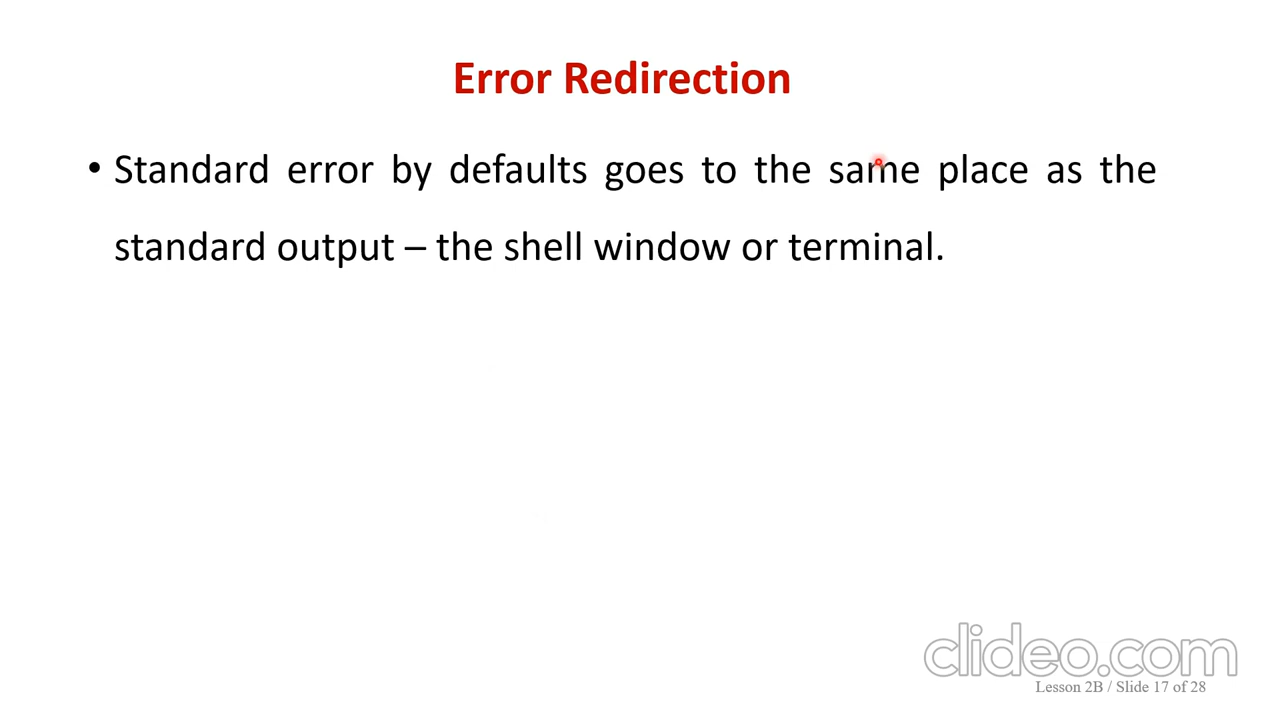 Error Redirection
• Standard error by defaults goes to the same place as the
standard output – the shell window or terminal.
clideo.com
Lesson 2B / Slide 17 of 28